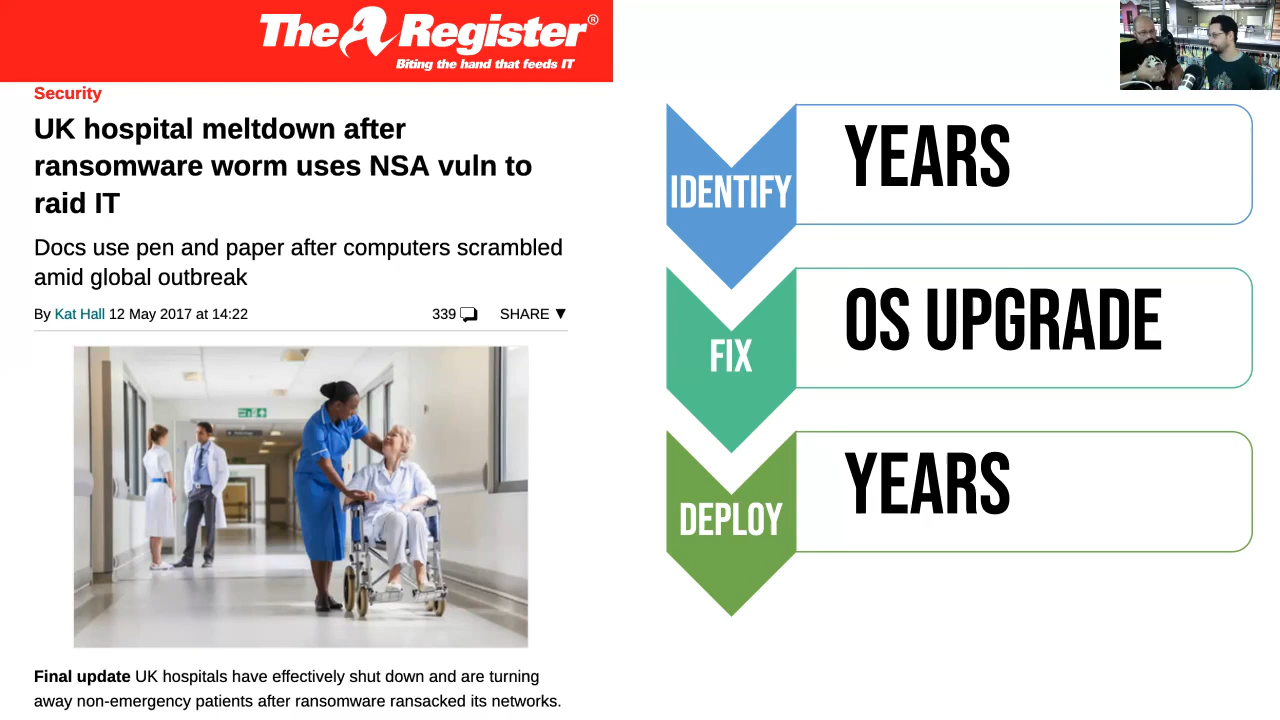 The Register®
Biting the hand that feeds IT
Security
UK hospital meltdown after
ransomware worm uses NSA vuln to
raid IT
Docs use pen and paper after computers scrambled
amid global outbreak
By Kat Hall 12 May 2017 at 14:22
339 SHARE ▼
Final update UK hospitals have effectively shut down and are turning
away non-emergency patients after ransomware ransacked its networks.
IDENTIFY
YEARS
FIX
OS UPGRADE
DEPLOY
YEARS